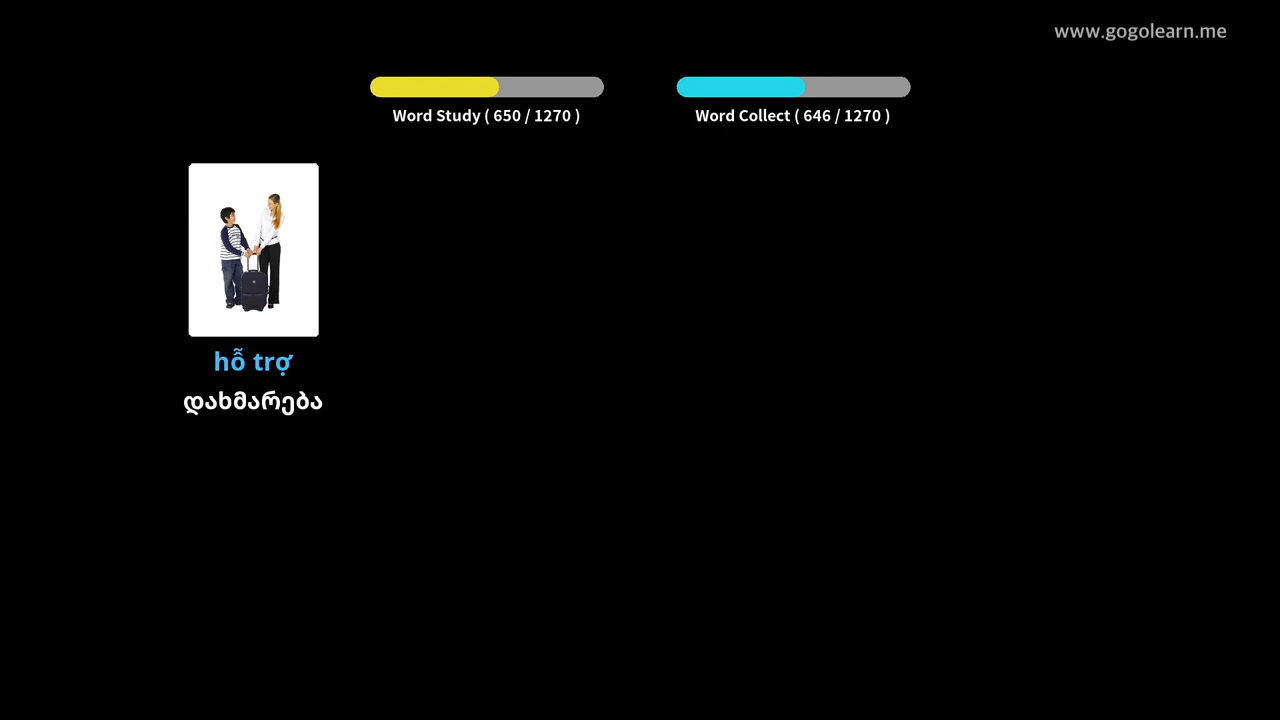 www.gogolearn.me
Word Study ( 650 / 1270 )
Word Collect ( 646 / 1270 )
hỗ trợ
დახმარება